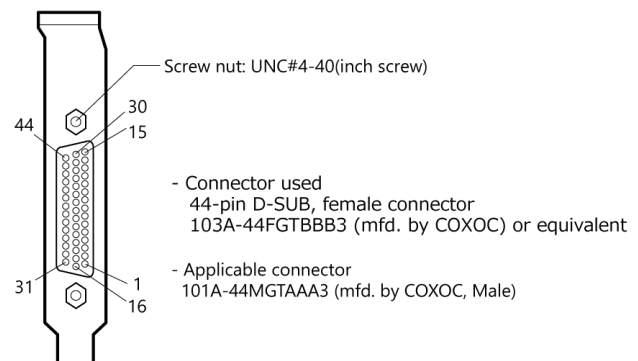 Screw nut: UNC#4-40(inch screw)
30
44
15
- Connector used
44-pin D-SUB, female connector
103A-44FGTBBB3 (mfd. by COXOC) or equivalent
- Applicable connector
101A-44MGTAAA3 (mfd. by COXOC, Male)
31
1
16